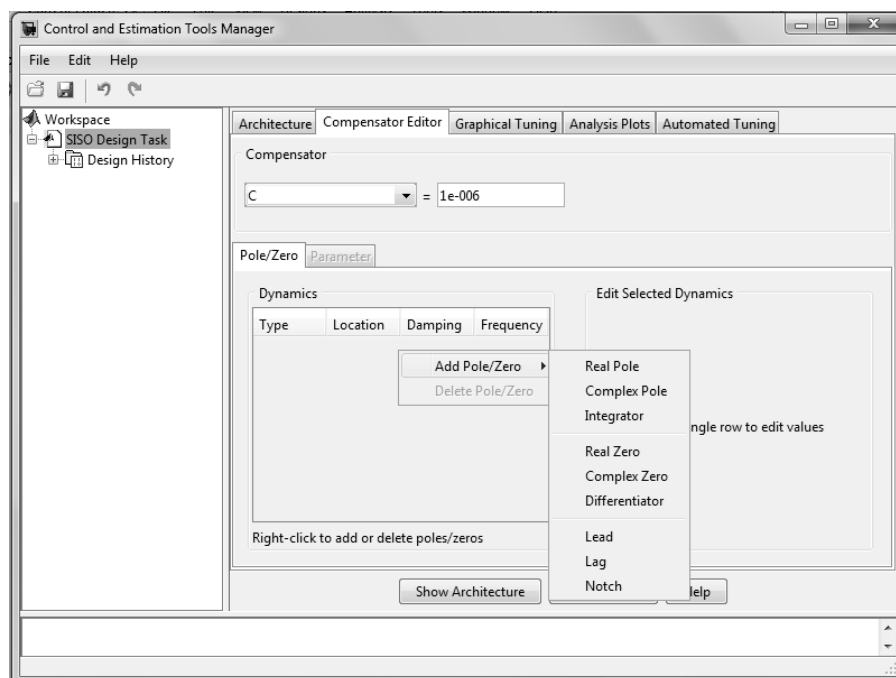 Control and Estimation Tools Manager
File Edit Help
Workspace
SISO Design Task
Design History
Architecture Compensator Editor Graphical Tuning Analysis Plots Automated Tuning
Compensator
C = 1e-006
Pole/Zero Parameter
Dynamics
Type Location Damping Frequency
Add Pole/Zero
Delete Pole/Zero
Real Pole
Complex Pole
Integrator
Real Zero
Complex Zero
Differentiator
Lead
Lag
Notch
Right-click to add or delete poles/zeros
Edit Selected Dynamics
ngle row to edit values
Show Architecture
elp